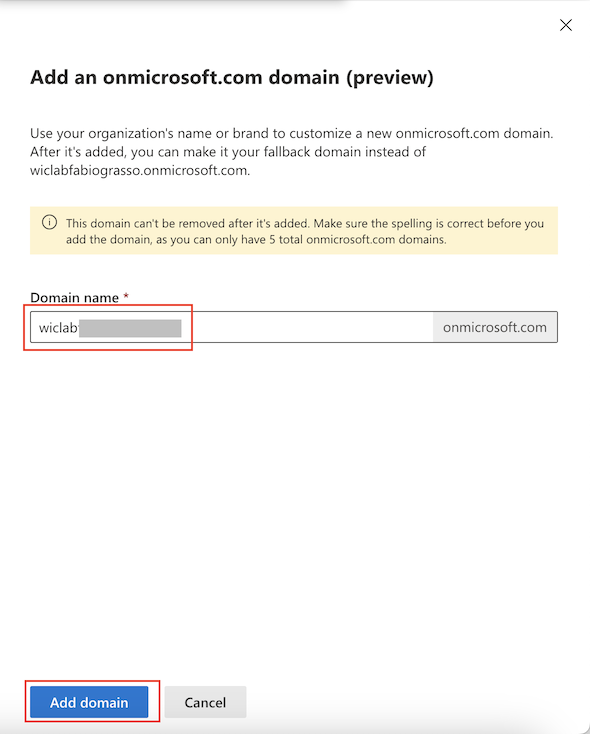 Add an onmicrosoft.com domain (preview)
Use your organization's name or brand to customize a new onmicrosoft.com domain.
After it's added, you can make it your fallback domain instead of
wiclabfabiograsso.onmicrosoft.com.
This domain can't be removed after it's added. Make sure the spelling is correct before you
add the domain, as you can only have 5 total onmicrosoft.com domains.
Domain name *
wiclab
onmicrosoft.com
Add domain
Cancel